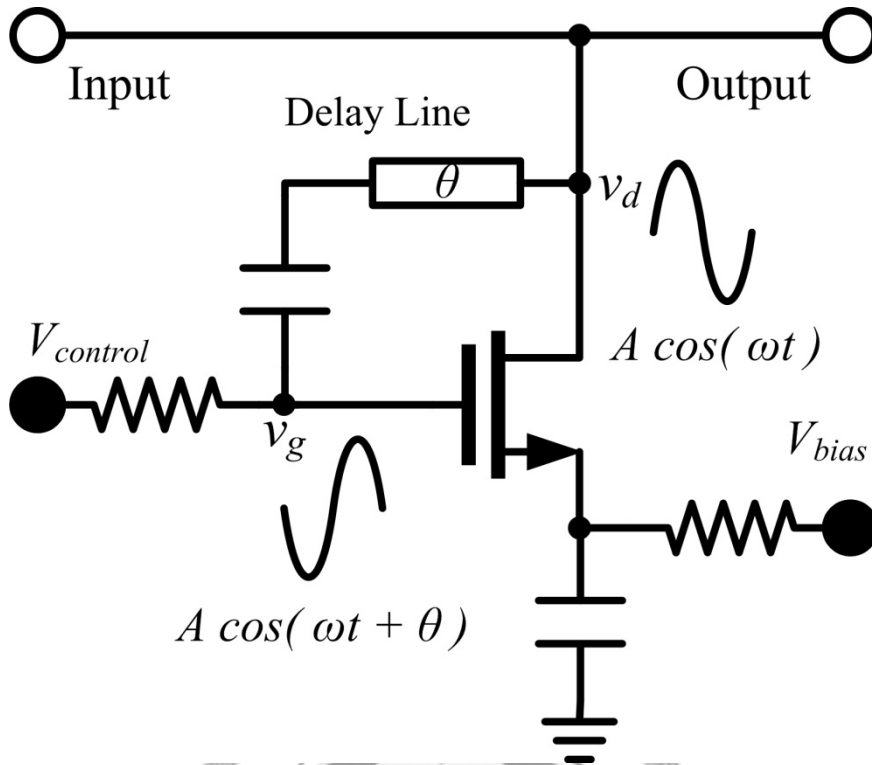 Input
Output
Delay Line
θ
v_d
V_control
A cos( ωt )
v_g
V_bias
A cos( ωt + θ )